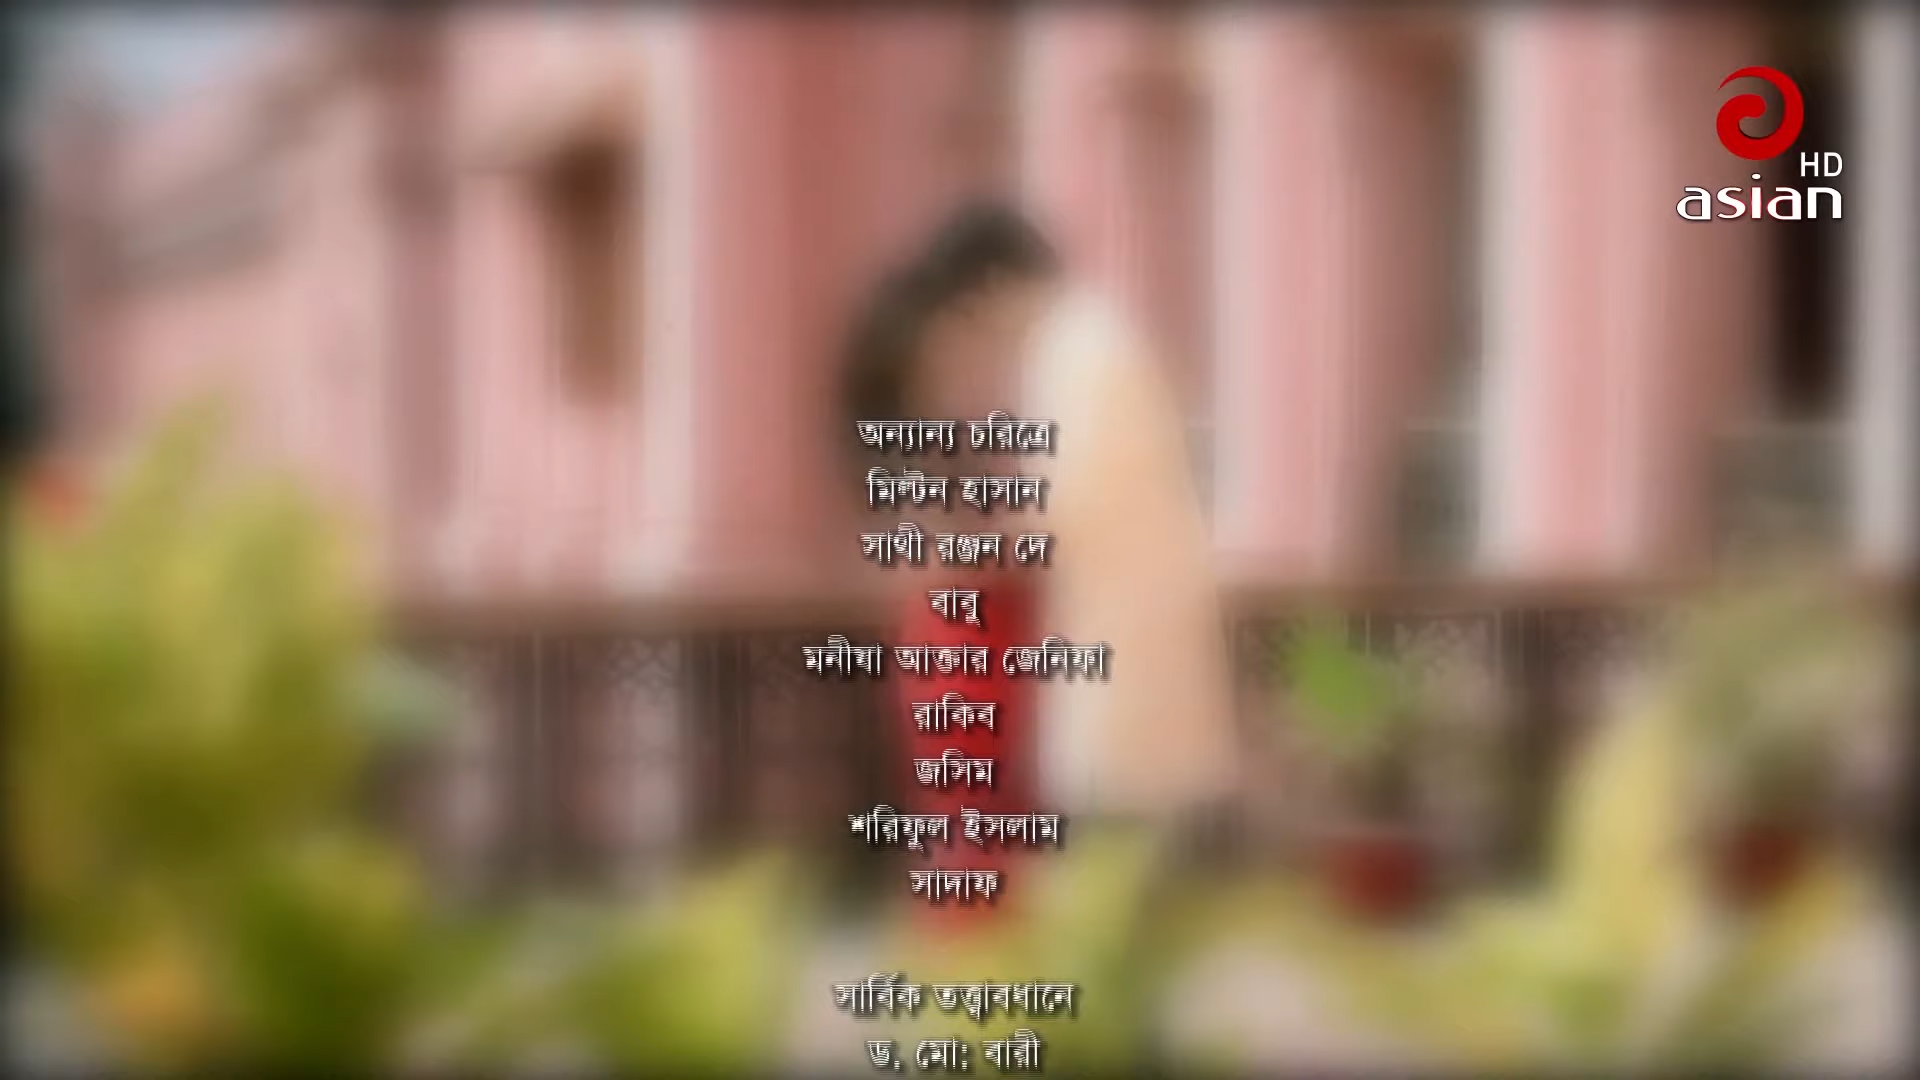 HD
asian
অন্যান্য চরিত্রে
মিল্টন হাসান
সাথী রঞ্জন দে
বাবু
মনীষা আক্তার জেনিফা
রাকিব
জসিম
শরিফুল ইসলাম
সাদাফ
সার্বিক তত্ত্বাবধানে
ড. মো: বারী